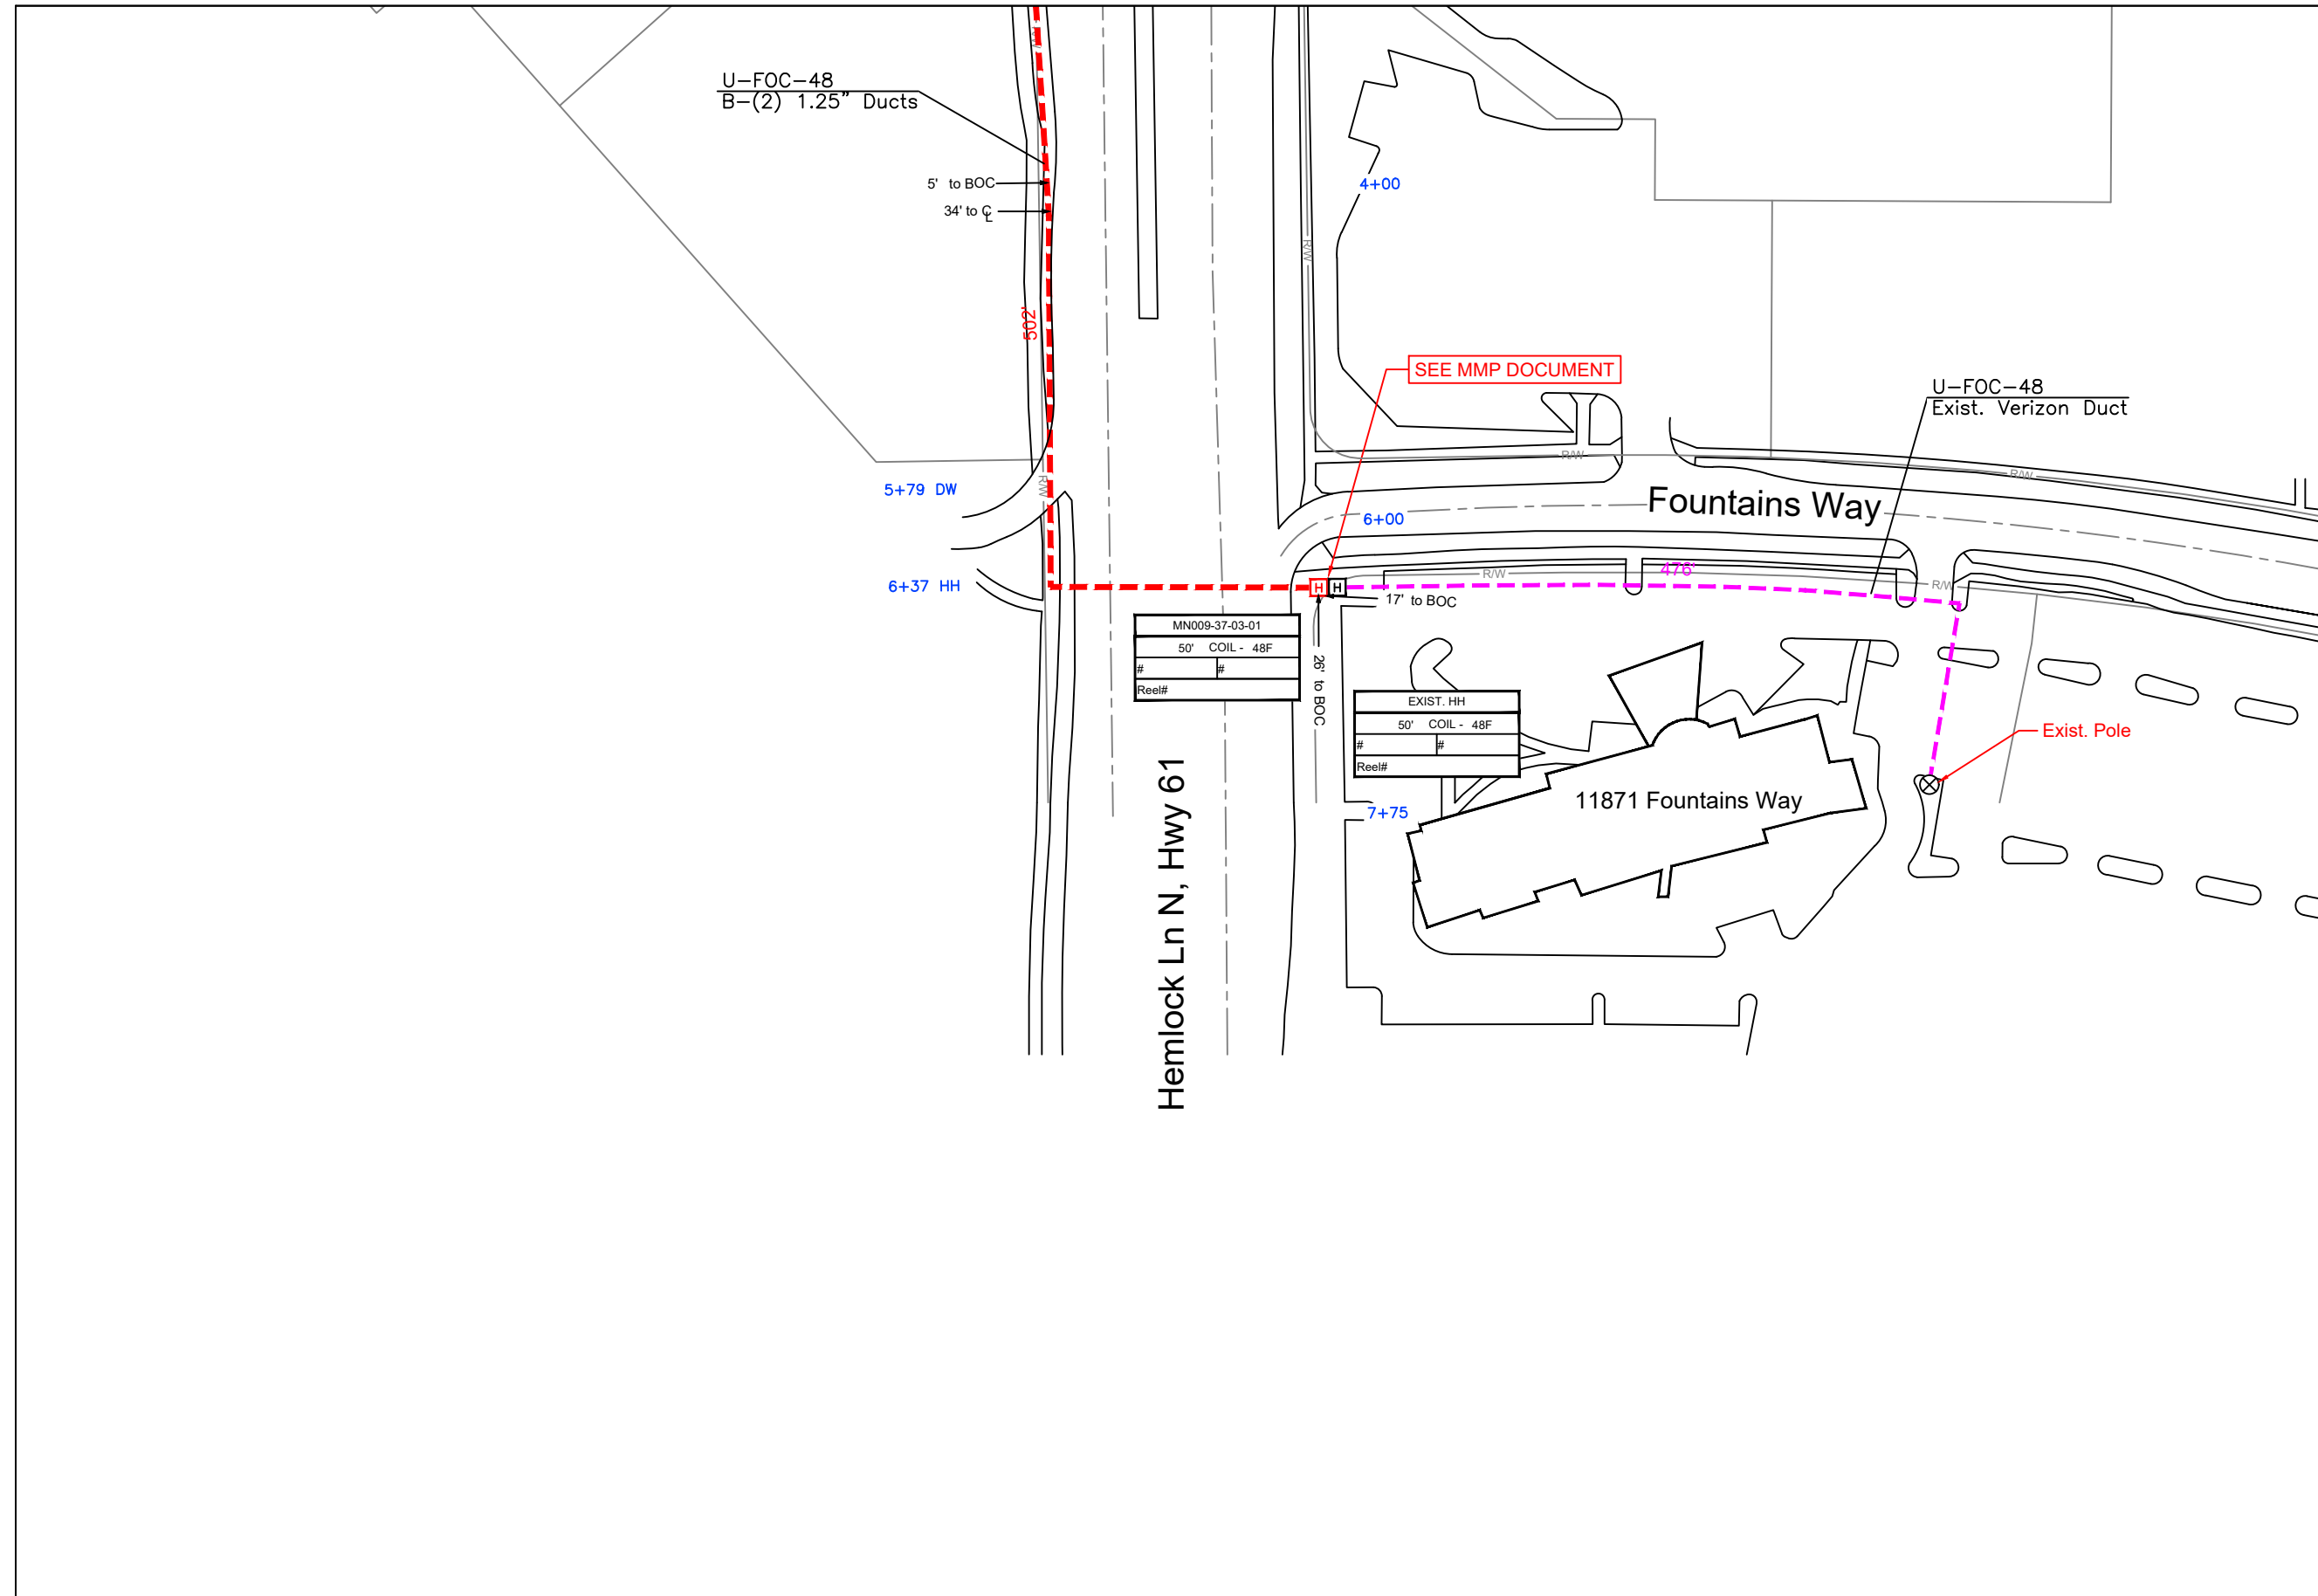 R/W
U-FOC-48
B-(2) 1.25" Ducts
5' to BOC
34' to CL
4+00
R/W
502'
SEE MMP DOCUMENT
U-FOC-48
Exist. Verizon Duct
R/W
R/W
5+79 DW
R/W
Fountains Way
6+00
6+37 HH
H
H
R/W
476'
R/W
17' to BOC
MN009-37-03-01
50' COIL - 48F
# #
Reel#
26' to BOC
EXIST. HH
50' COIL - 48F
# #
Reel#
Exist. Pole
11871 Fountains Way
7+75
Hemlock Ln N, Hwy 61